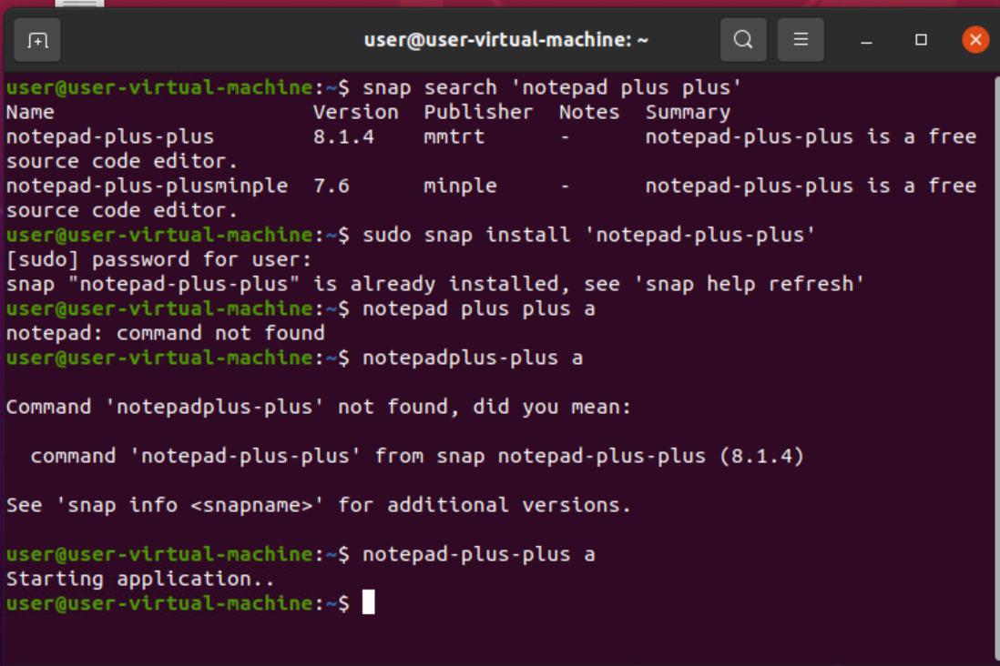 user@user-virtual-machine: ~
user@user-virtual-machine:~$ snap search 'notepad plus plus'
Name                     Version  Publisher  Notes  Summary
notepad-plus-plus        8.1.4    mmtrt      -      notepad-plus-plus is a free
source code editor.
notepad-plus-plusminple  7.6      minple     -      notepad-plus-plus is a free
source code editor.
user@user-virtual-machine:~$ sudo snap install 'notepad-plus-plus'
[sudo] password for user:
snap "notepad-plus-plus" is already installed, see 'snap help refresh'
user@user-virtual-machine:~$ notepad plus plus a
notepad: command not found
user@user-virtual-machine:~$ notepadplus-plus a
Command 'notepadplus-plus' not found, did you mean:
  command 'notepad-plus-plus' from snap notepad-plus-plus (8.1.4)
See 'snap info <snapname>' for additional versions.
user@user-virtual-machine:~$ notepad-plus-plus a
Starting application..
user@user-virtual-machine:~$